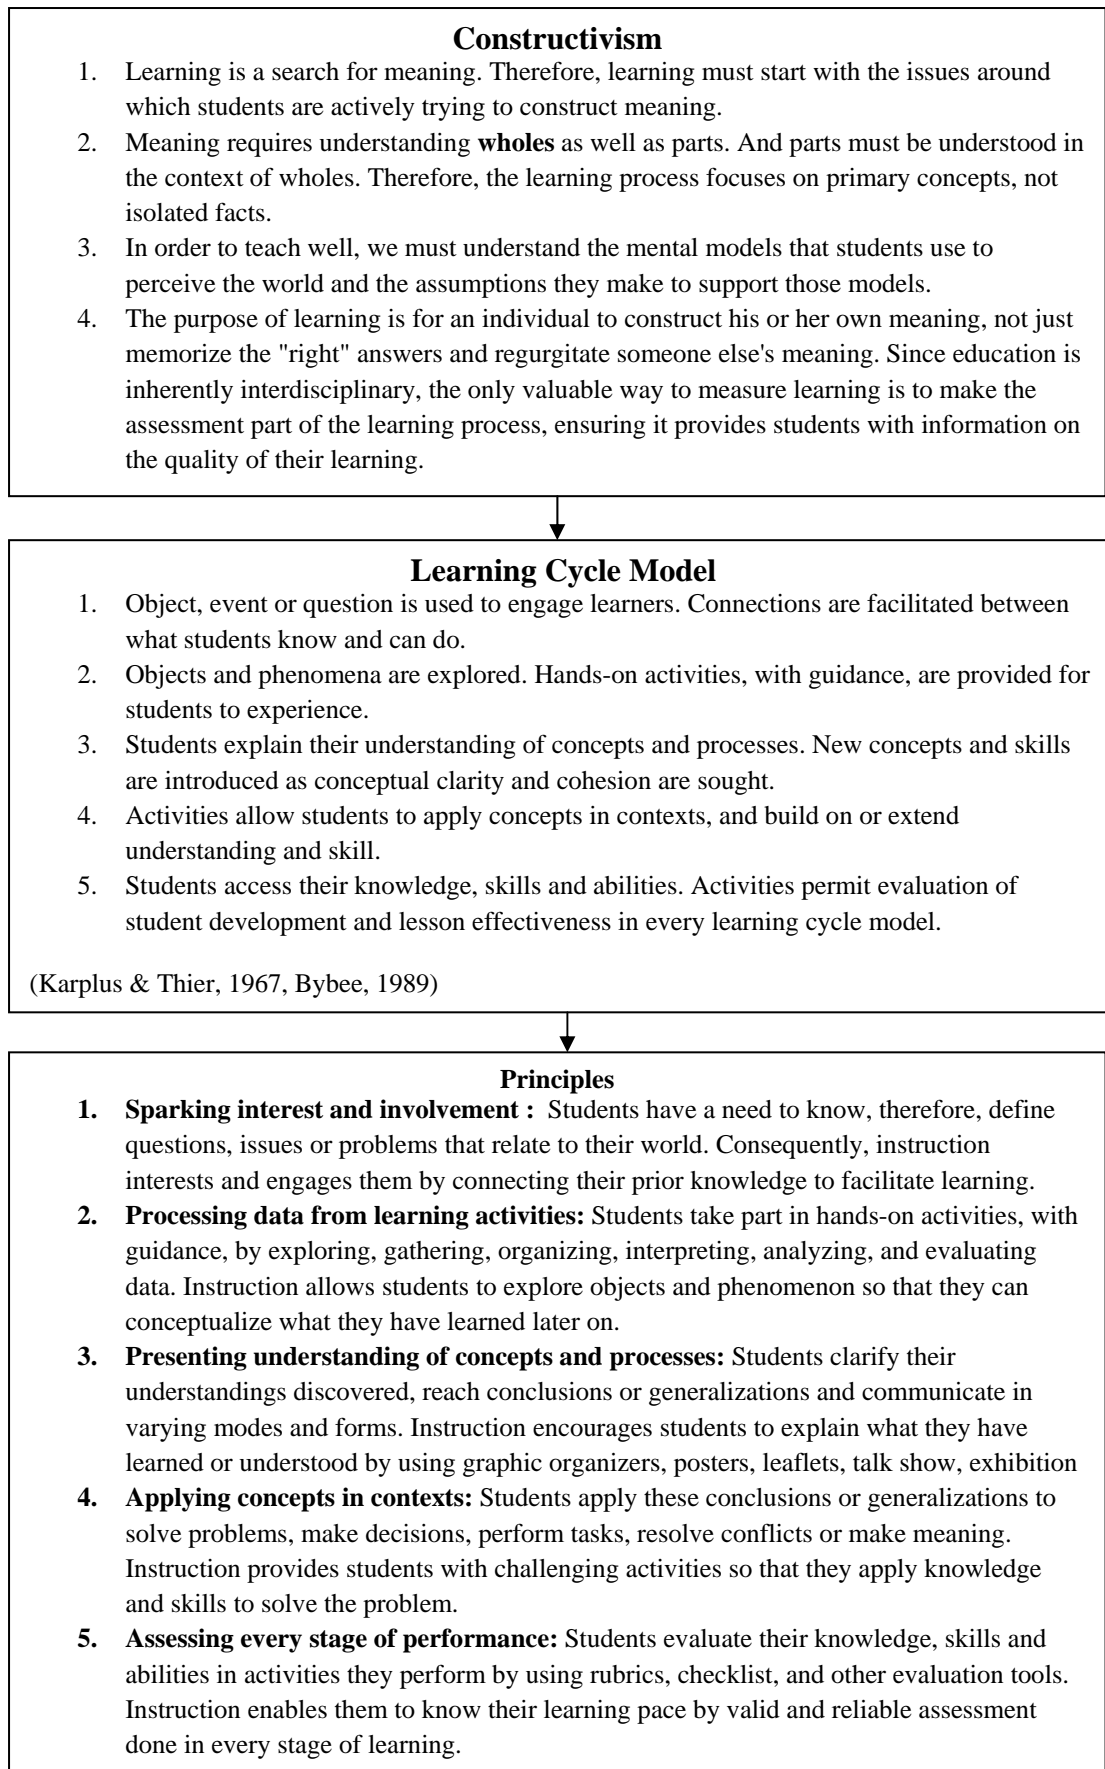 Constructivism
1. Learning is a search for meaning. Therefore, learning must start with the issues around
which students are actively trying to construct meaning.
2. Meaning requires understanding wholes as well as parts. And parts must be understood in
the context of wholes. Therefore, the learning process focuses on primary concepts, not
isolated facts.
3. In order to teach well, we must understand the mental models that students use to
perceive the world and the assumptions they make to support those models.
4. The purpose of learning is for an individual to construct his or her own meaning, not just
memorize the "right" answers and regurgitate someone else's meaning. Since education is
inherently interdisciplinary, the only valuable way to measure learning is to make the
assessment part of the learning process, ensuring it provides students with information on
the quality of their learning.
Learning Cycle Model
1. Object, event or question is used to engage learners. Connections are facilitated between
what students know and can do.
2. Objects and phenomena are explored. Hands-on activities, with guidance, are provided for
students to experience.
3. Students explain their understanding of concepts and processes. New concepts and skills
are introduced as conceptual clarity and cohesion are sought.
4. Activities allow students to apply concepts in contexts, and build on or extend
understanding and skill.
5. Students access their knowledge, skills and abilities. Activities permit evaluation of
student development and lesson effectiveness in every learning cycle model.
(Karplus & Thier, 1967, Bybee, 1989)
Principles
1. Sparking interest and involvement : Students have a need to know, therefore, define
questions, issues or problems that relate to their world. Consequently, instruction
interests and engages them by connecting their prior knowledge to facilitate learning.
2. Processing data from learning activities: Students take part in hands-on activities, with
guidance, by exploring, gathering, organizing, interpreting, analyzing, and evaluating
data. Instruction allows students to explore objects and phenomenon so that they can
conceptualize what they have learned later on.
3. Presenting understanding of concepts and processes: Students clarify their
understandings discovered, reach conclusions or generalizations and communicate in
varying modes and forms. Instruction encourages students to explain what they have
learned or understood by using graphic organizers, posters, leaflets, talk show, exhibition
4. Applying concepts in contexts: Students apply these conclusions or generalizations to
solve problems, make decisions, perform tasks, resolve conflicts or make meaning.
Instruction provides students with challenging activities so that they apply knowledge
and skills to solve the problem.
5. Assessing every stage of performance: Students evaluate their knowledge, skills and
abilities in activities they perform by using rubrics, checklist, and other evaluation tools.
Instruction enables them to know their learning pace by valid and reliable assessment
done in every stage of learning.